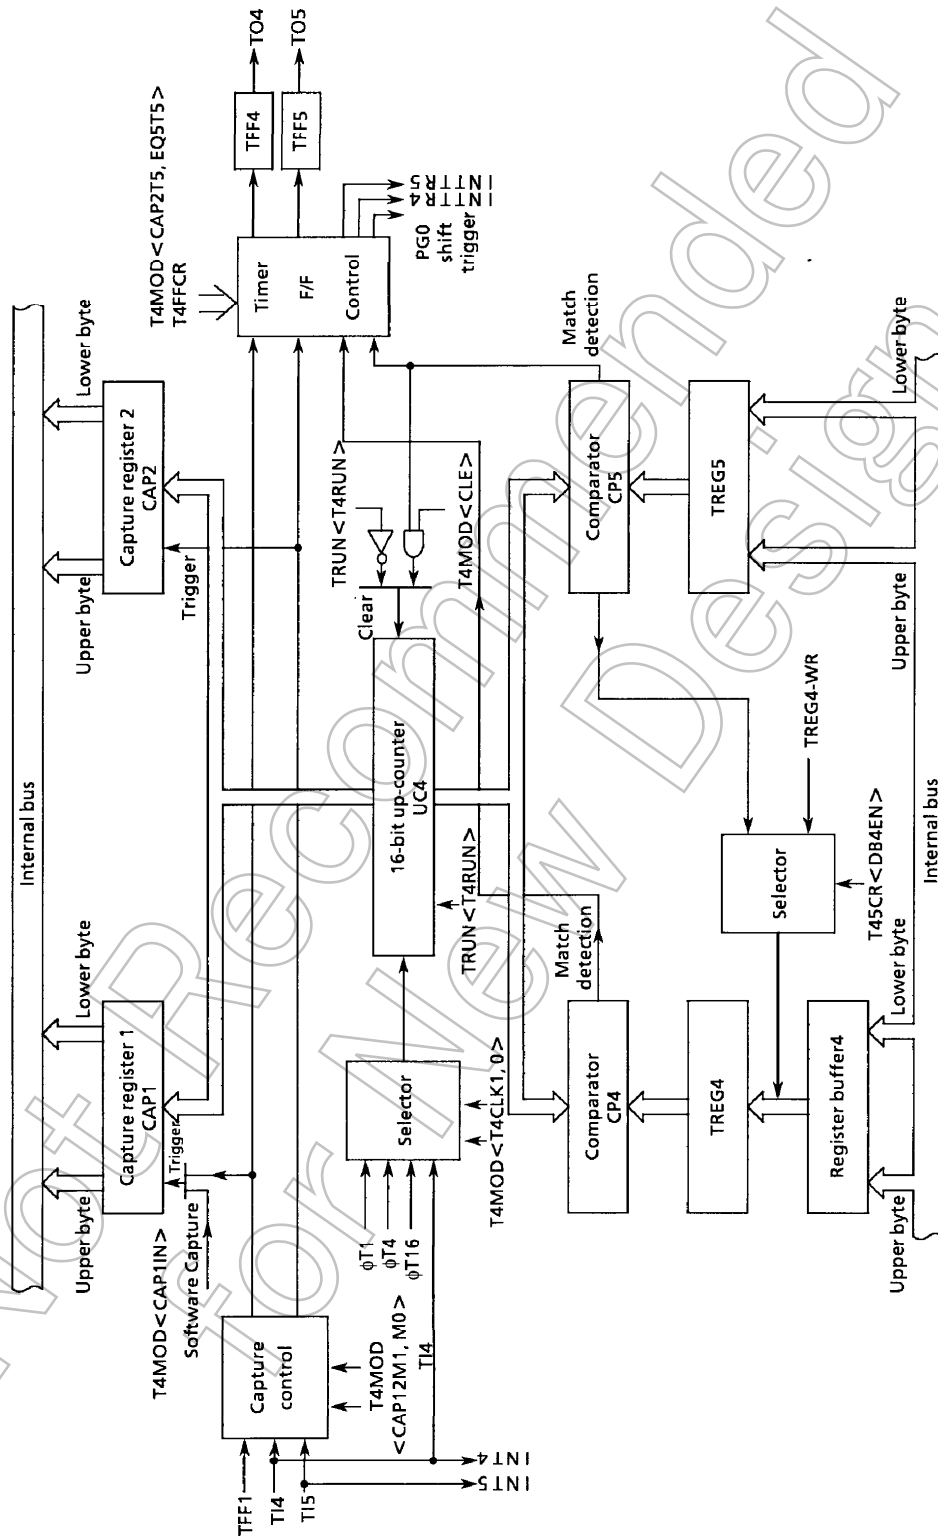 Internal bus
Upper byte
Lower byte
Upper byte
Lower byte
Capture register 1
CAP1
Capture register 2
CAP2
T4MOD<CAP1IN>
Trigger
Software Capture
Trigger
T4MOD<CAP2T5, EQ5T5>
T4FFCR
TFF1
TI4
TI5
Capture
control
Timer
F/F
Control
TFF4
TO4
TFF5
TO5
T4MOD
<CAP12M1, M0>
TI4
INT4
INT5
φT1
φT4
φT16
Selector
T4MOD<T4CLK1, 0>
16-bit up-counter
UC4
TRUN<T4RUN>
Clear
TRUN<T4RUN>
T4MOD<CLE>
INTTR5
INTTR4
PG0
shift
trigger
Match
detection
Match
detection
Comparator
CP4
Comparator
CP5
TREG4
TREG5
Register buffer4
Selector
TREG4-WR
T45CR<DB4EN>
Upper byte
Lower byte
Upper byte
Lower byte
Internal bus
Not Recommended
for New Design